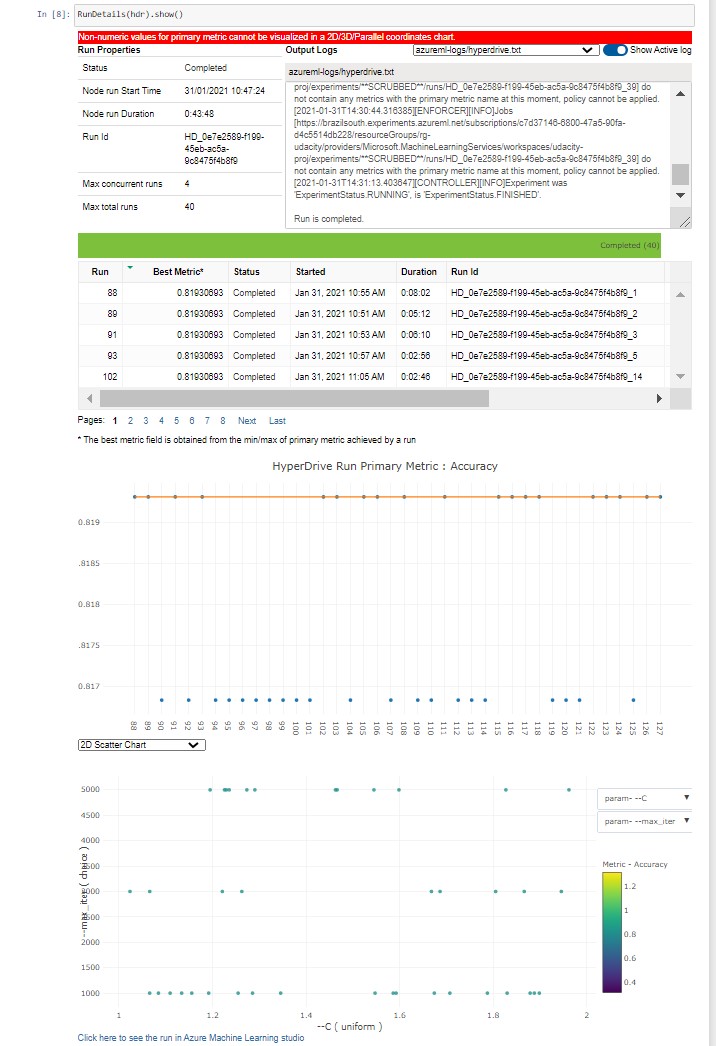 In [8]: RunDetails(hdr).show()
Non-numeric values for primary metric cannot be visualized in a 2D/3D/Parallel coordinates chart.
Run Properties
Status Completed
Node run Start Time 31/01/2021 10:47:24
Node run Duration 0:43:48
Run Id HD_0e7e2589-f199-
45eb-ac5a-
9c8475f4b8f9
Max concurrent runs 4
Max total runs 40
Output Logs azureml-logs/hyperdrive.txt Show Active log
azureml-logs/hyperdrive.txt
proj/experiments/**SCRUBBED**/runs/HD_0e7e2589-f199-45eb-ac5a-9c8475f4b8f9_39] do
not contain any metrics with the primary metric name at this moment, policy cannot be applied.
[2021-01-31T14:30:44.316385][ENFORCER][INFO]Jobs
[https://brazilsouth.experiments.azureml.net/subscriptions/c7d37146-6800-47a5-90fa-
d4c5514db228/resourceGroups/rg-
udacity/providers/Microsoft.MachineLearningServices/workspaces/udacity-
proj/experiments/**SCRUBBED**/runs/HD_0e7e2589-f199-45eb-ac5a-9c8475f4b8f9_39] do
not contain any metrics with the primary metric name at this moment, policy cannot be applied.
[2021-01-31T14:31:13.403647][CONTROLLER][INFO]Experiment was
'ExperimentStatus.RUNNING', is 'ExperimentStatus.FINISHED'.
Run is completed.
Completed (40)
Run Best Metric* Status Started Duration Run Id
88 0.81930693 Completed Jan 31, 2021 10:55 AM 0:08:02 HD_0e7e2589-f199-45eb-ac5a-9c8475f4b8f9_1
89 0.81930693 Completed Jan 31, 2021 10:51 AM 0:05:12 HD_0e7e2589-f199-45eb-ac5a-9c8475f4b8f9_2
91 0.81930693 Completed Jan 31, 2021 10:53 AM 0:06:10 HD_0e7e2589-f199-45eb-ac5a-9c8475f4b8f9_3
93 0.81930693 Completed Jan 31, 2021 10:57 AM 0:02:56 HD_0e7e2589-f199-45eb-ac5a-9c8475f4b8f9_5
102 0.81930693 Completed Jan 31, 2021 11:05 AM 0:02:46 HD_0e7e2589-f199-45eb-ac5a-9c8475f4b8f9_14
Pages: 1 2 3 4 5 6 7 8 Next Last
* The best metric field is obtained from the min/max of primary metric achieved by a run
HyperDrive Run Primary Metric : Accuracy
0.819
.8185
0.818
.8175
0.817
88 89 90 91 92 93 94 95 96 97 98 99 100 101 102 103 104 105 106 107 108 109 110 111 112 113 114 115 116 117 118 119 120 121 122 123 124 125 126 127
2D Scatter Chart
5000
4500
4000
3500
3000
2500
2000
1500
1000
--max_iter ( choice )
1 1.2 1.4 1.6 1.8 2
--C ( uniform )
param- --C
param- --max_iter
Metric - Accuracy
1.2
1
0.8
0.6
0.4
Click here to see the run in Azure Machine Learning studio